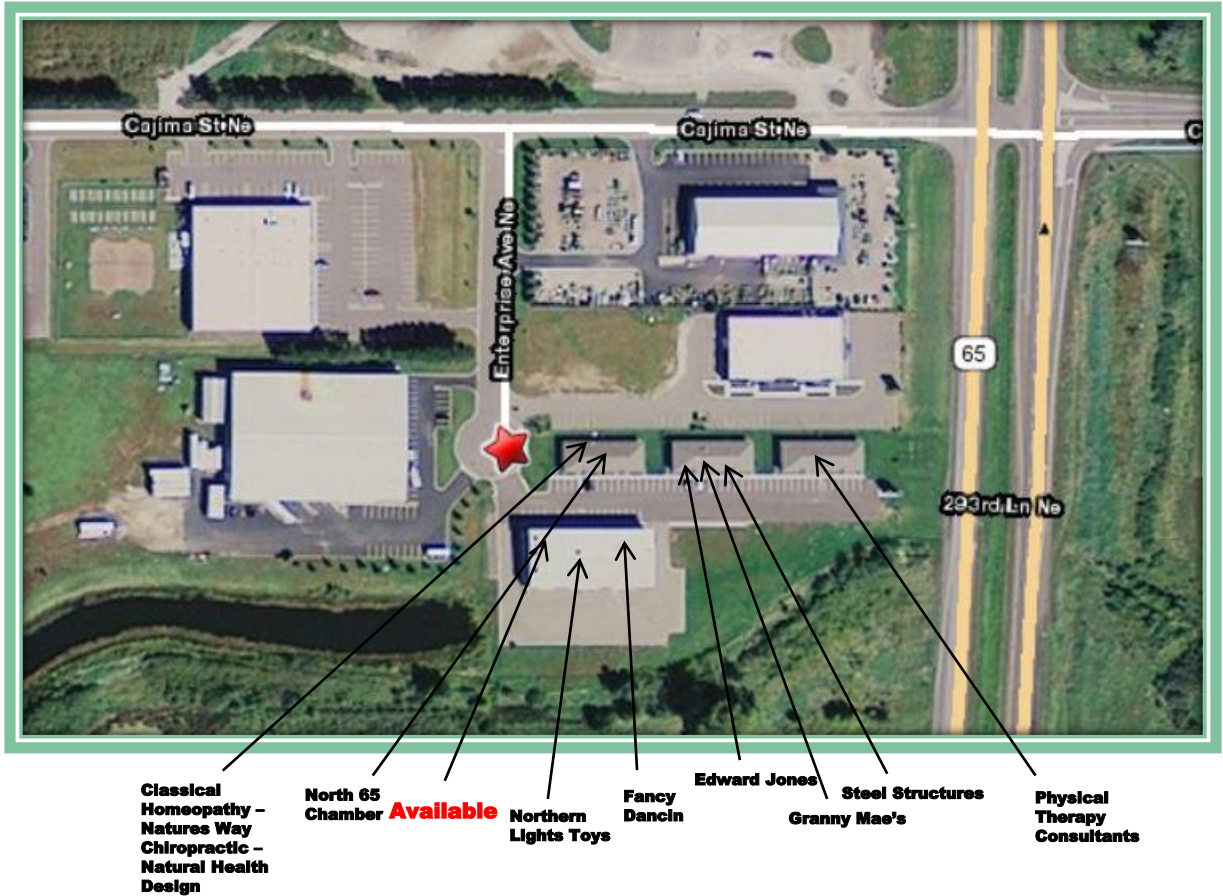 Cajima St Ne
Cajima St Ne
C
Enterprise Ave Ne
65
293rd Ln Ne
Classical
Homeopathy –
Natures Way
Chiropractic –
Natural Health
Design
North 65
Chamber
Available
Northern
Lights Toys
Fancy
Dancin
Edward Jones
Steel Structures
Granny Mae's
Physical
Therapy
Consultants